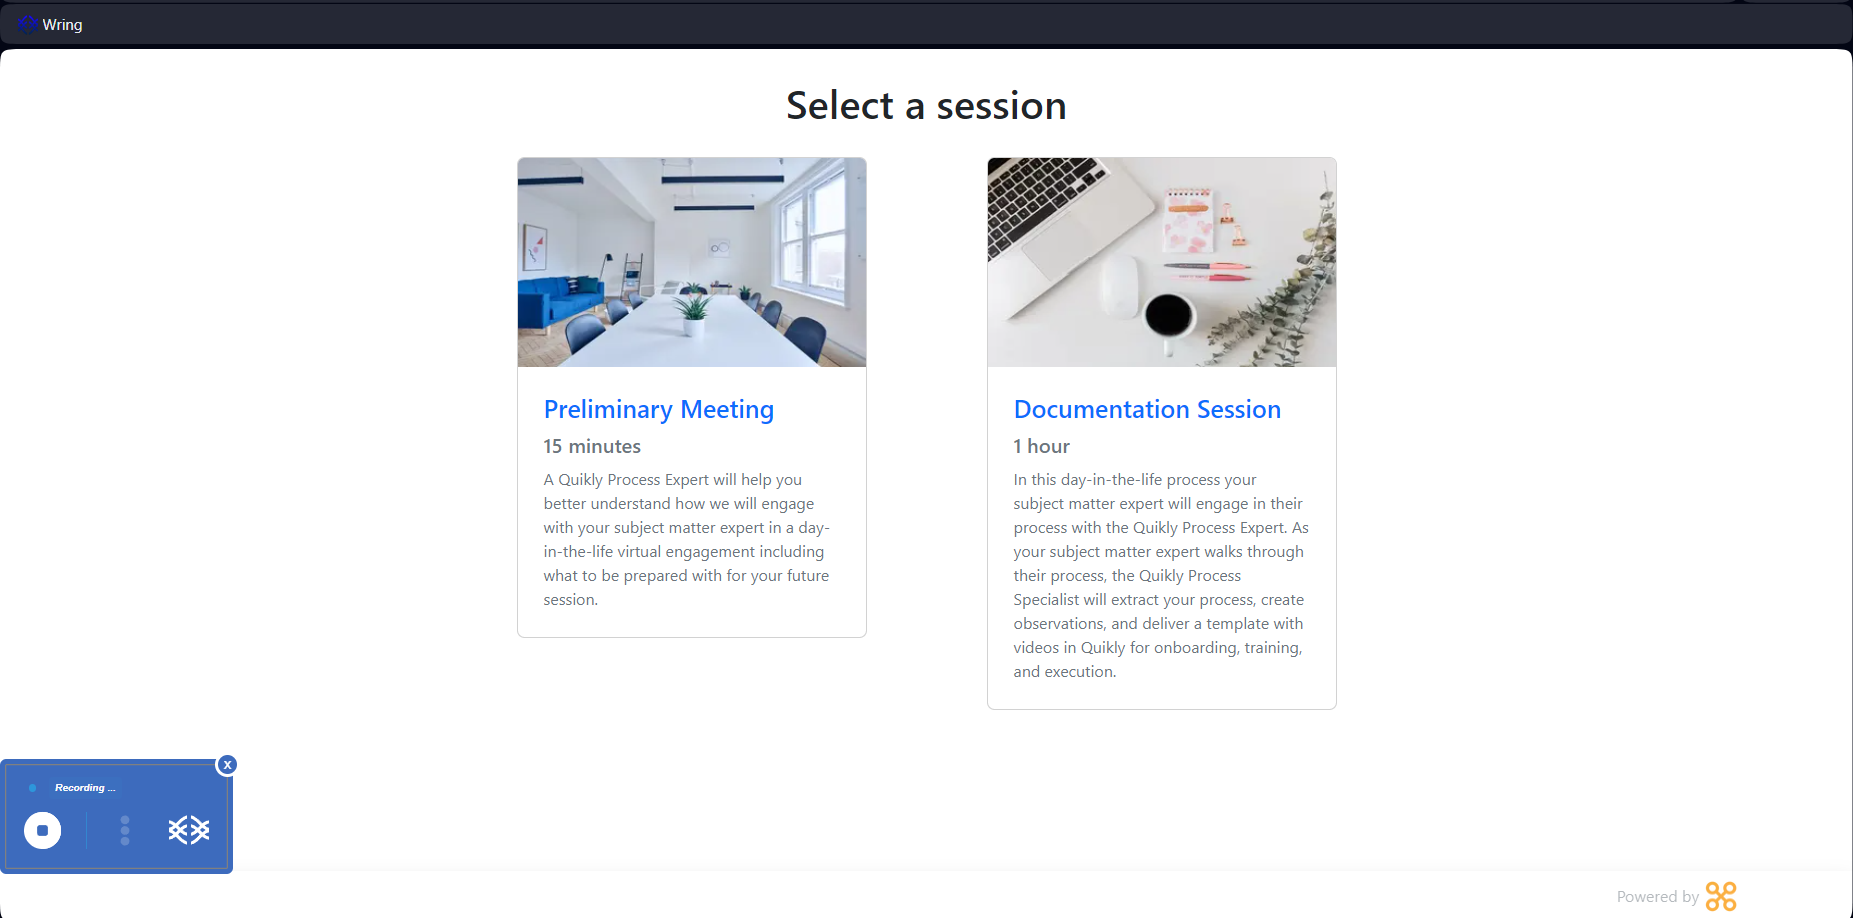 Wring
Select a session
Preliminary Meeting
15 minutes
A Quikly Process Expert will help you
better understand how we will engage
with your subject matter expert in a day-
in-the-life virtual engagement including
what to be prepared with for your future
session.
Documentation Session
1 hour
In this day-in-the-life process your
subject matter expert will engage in their
process with the Quikly Process Expert. As
your subject matter expert walks through
their process, the Quikly Process
Specialist will extract your process, create
observations, and deliver a template with
videos in Quikly for onboarding, training,
and execution.
X
Recording ...
Powered by